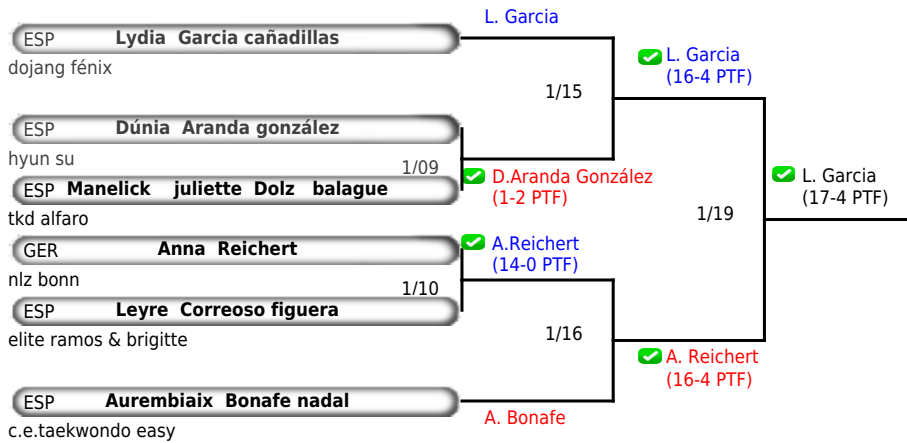 L. Garcia
ESP Lydia Garcia cañadillas
dojang fénix
L. Garcia
(16-4 PTF)
1/15
ESP Dúnia Aranda gonzález
hyun su
1/09
ESP Manelick juliette Dolz balague
tkd alfaro
D.Aranda González
(1-2 PTF)
L. Garcia
(17-4 PTF)
1/19
GER Anna Reichert
nlz bonn
A.Reichert
(14-0 PTF)
1/10
ESP Leyre Correoso figuera
elite ramos & brigitte
1/16
A. Reichert
(16-4 PTF)
ESP Aurembiaix Bonafe nadal
c.e.taekwondo easy
A. Bonafe